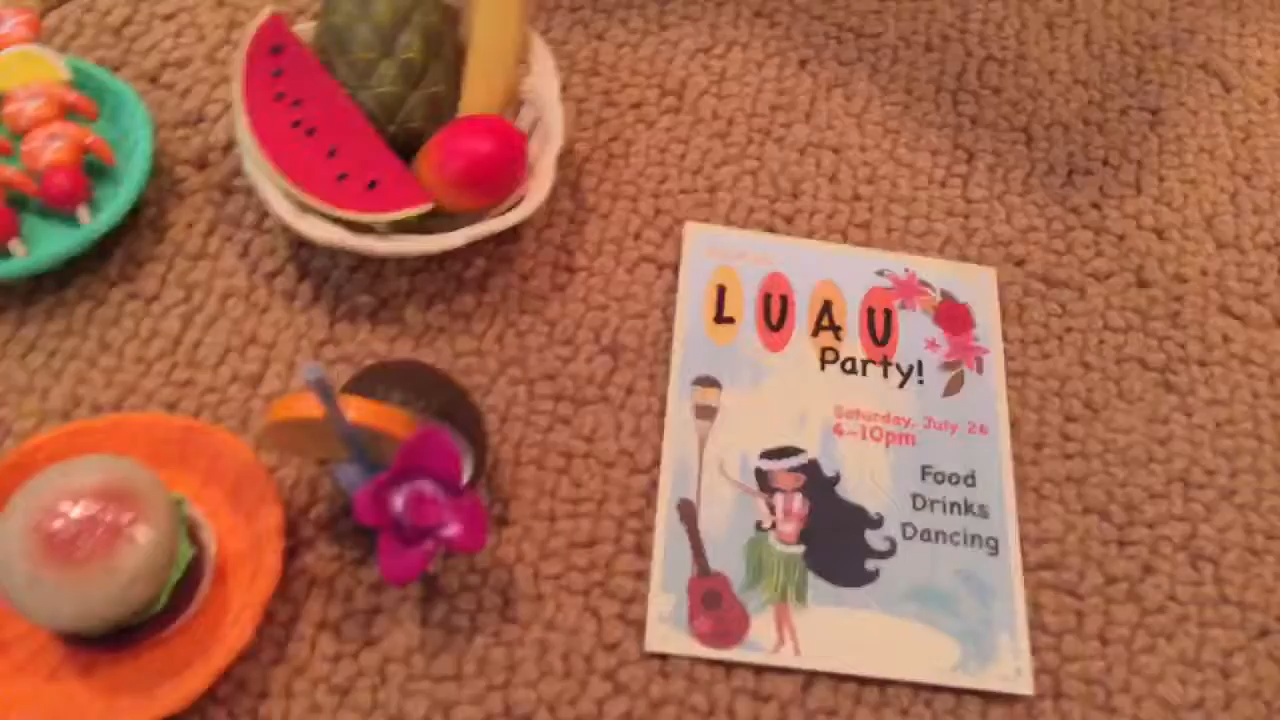 LUAU
Party!
Saturday, July 26
4-10pm
Food
Drinks
Dancing